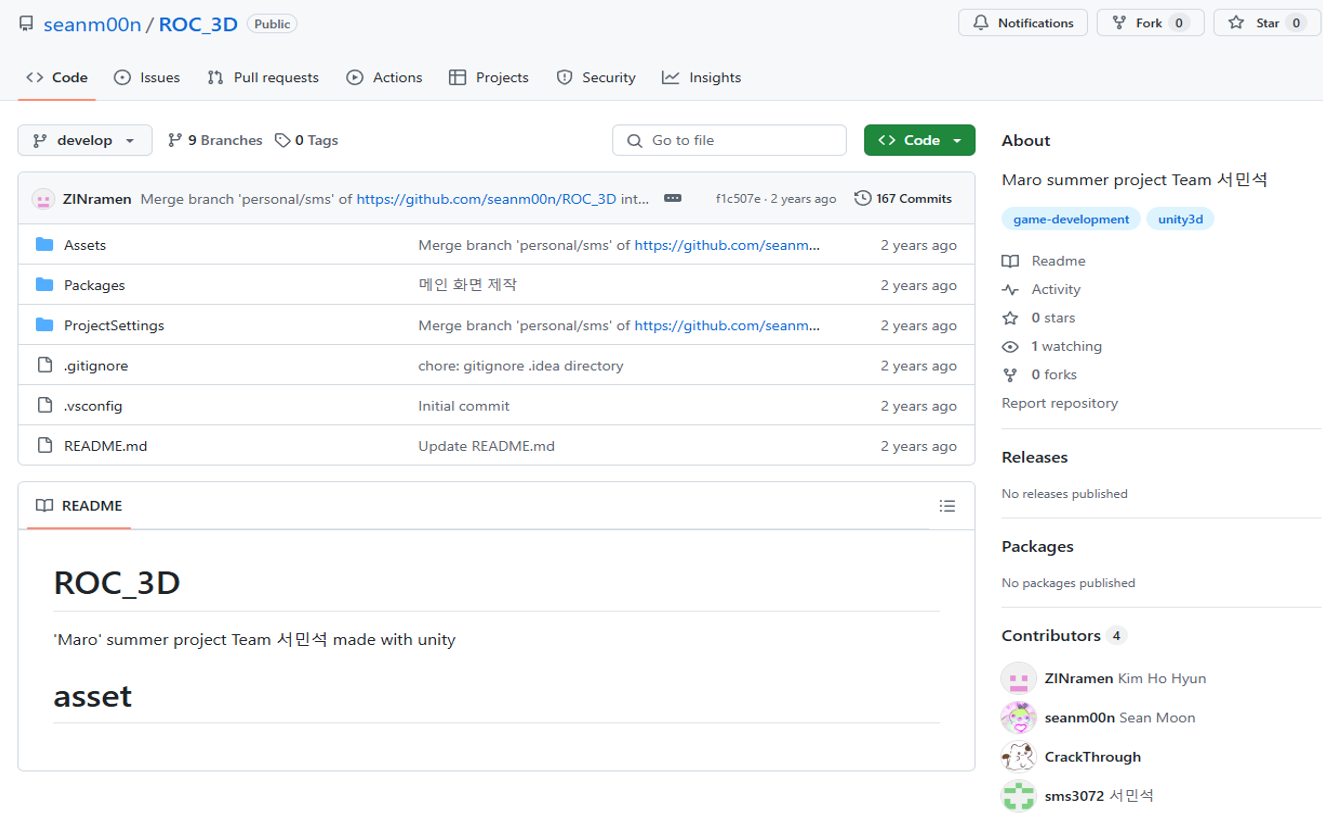 seanm00n / ROC_3D Public Notifications Fork 0 Star 0
Code Issues Pull requests Actions Projects Security Insights
develop 9 Branches 0 Tags Go to file Code
ZINramen Merge branch 'personal/sms' of https://github.com/seanm00n/ROC_3D int... f1c507e · 2 years ago 167 Commits
Assets Merge branch 'personal/sms' of https://github.com/seanm... 2 years ago
Packages 메인 화면 제작 2 years ago
ProjectSettings Merge branch 'personal/sms' of https://github.com/seanm... 2 years ago
.gitignore chore: gitignore .idea directory 2 years ago
.vsconfig Initial commit 2 years ago
README.md Update README.md 2 years ago
README
ROC_3D
'Maro' summer project Team 서민석 made with unity
asset
About
Maro summer project Team 서민석
game-development unity3d
Readme
Activity
0 stars
1 watching
0 forks
Report repository
Releases
No releases published
Packages
No packages published
Contributors 4
ZINramen Kim Ho Hyun
seanm00n Sean Moon
CrackThrough
sms3072 서민석